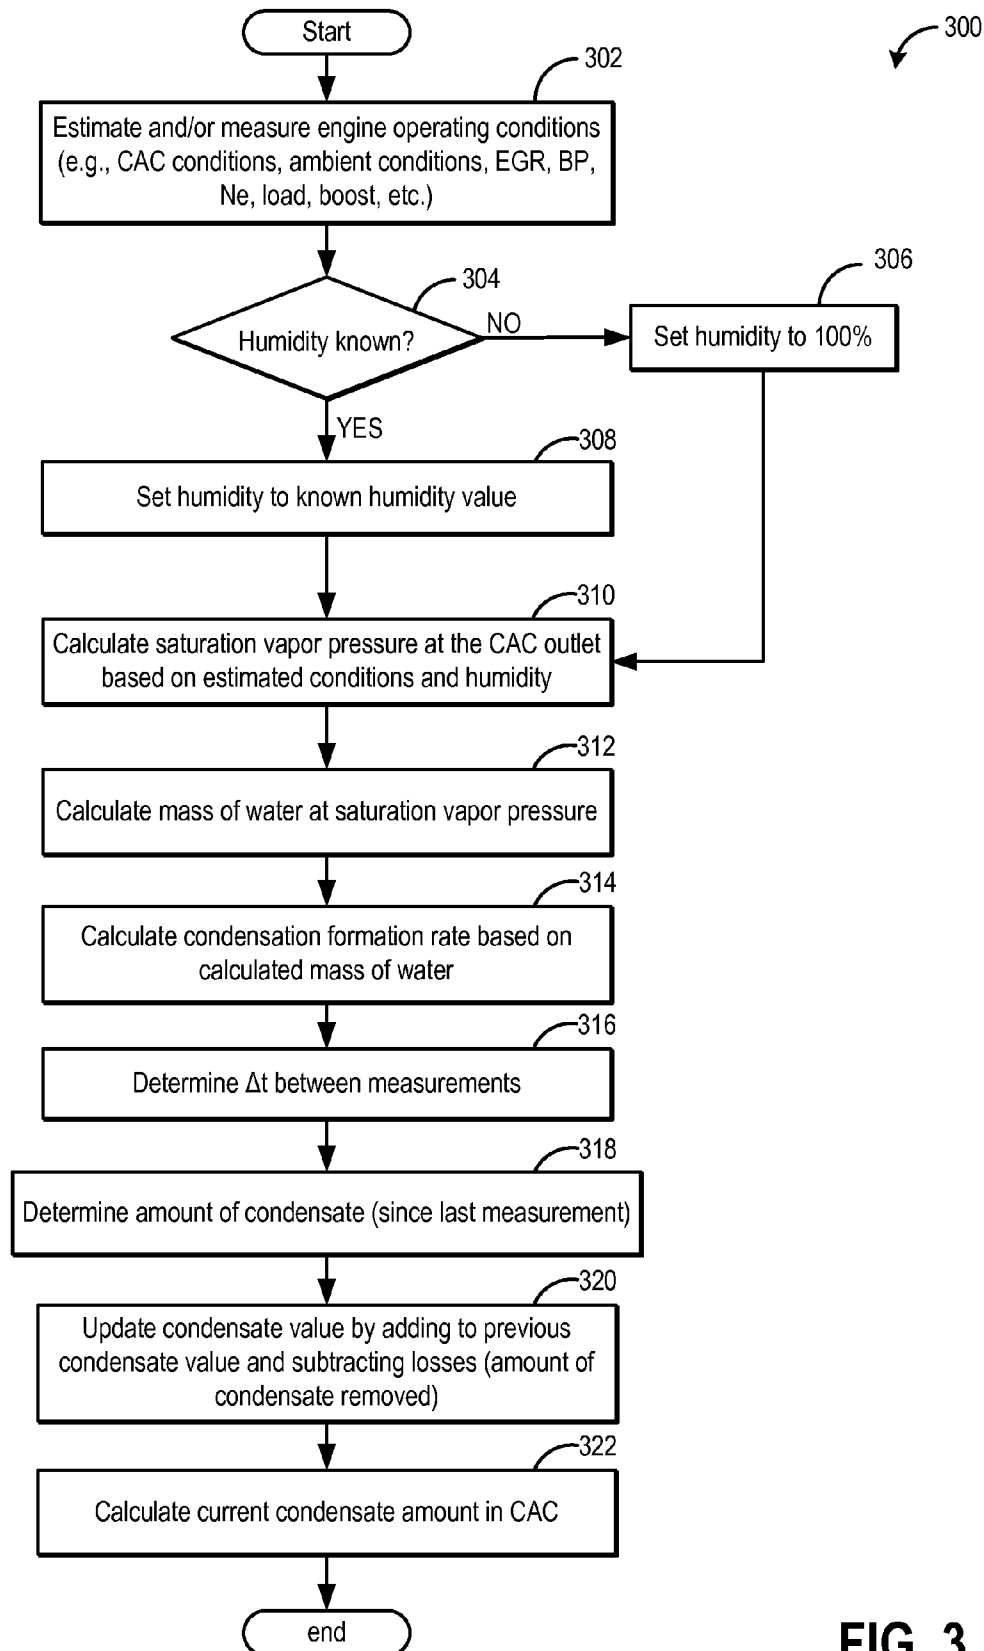 Start
300
302
Estimate and/or measure engine operating conditions
(e.g., CAC conditions, ambient conditions, EGR, BP,
Ne, load, boost, etc.)
304
Humidity known?
NO
306
Set humidity to 100%
YES
308
Set humidity to known humidity value
310
Calculate saturation vapor pressure at the CAC outlet
based on estimated conditions and humidity
312
Calculate mass of water at saturation vapor pressure
314
Calculate condensation formation rate based on
calculated mass of water
316
Determine Δt between measurements
318
Determine amount of condensate (since last measurement)
320
Update condensate value by adding to previous
condensate value and subtracting losses (amount of
condensate removed)
322
Calculate current condensate amount in CAC
end
FIG. 3